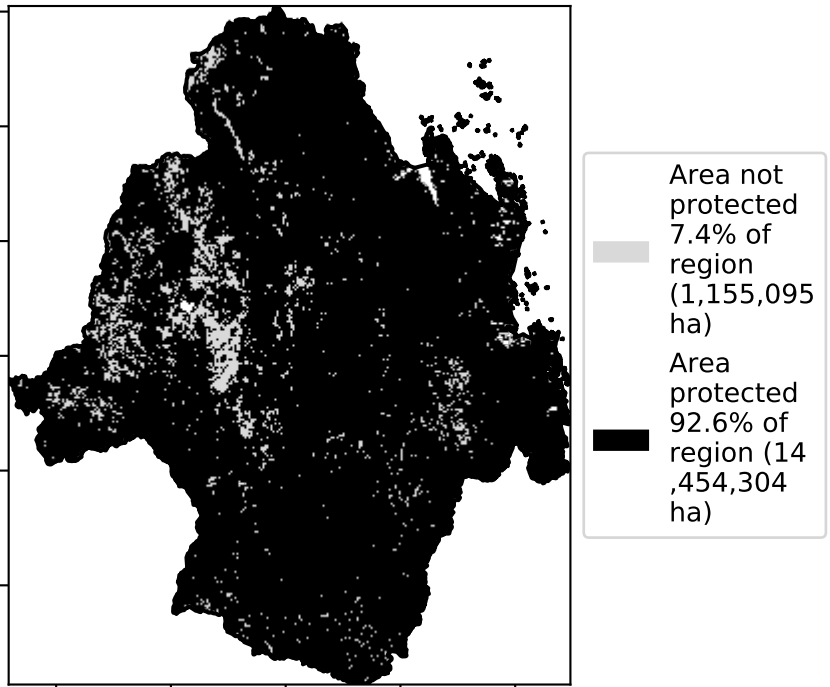 Area not
protected
7.4% of
region
(1,155,095
ha)
Area
protected
92.6% of
region (14
,454,304
ha)